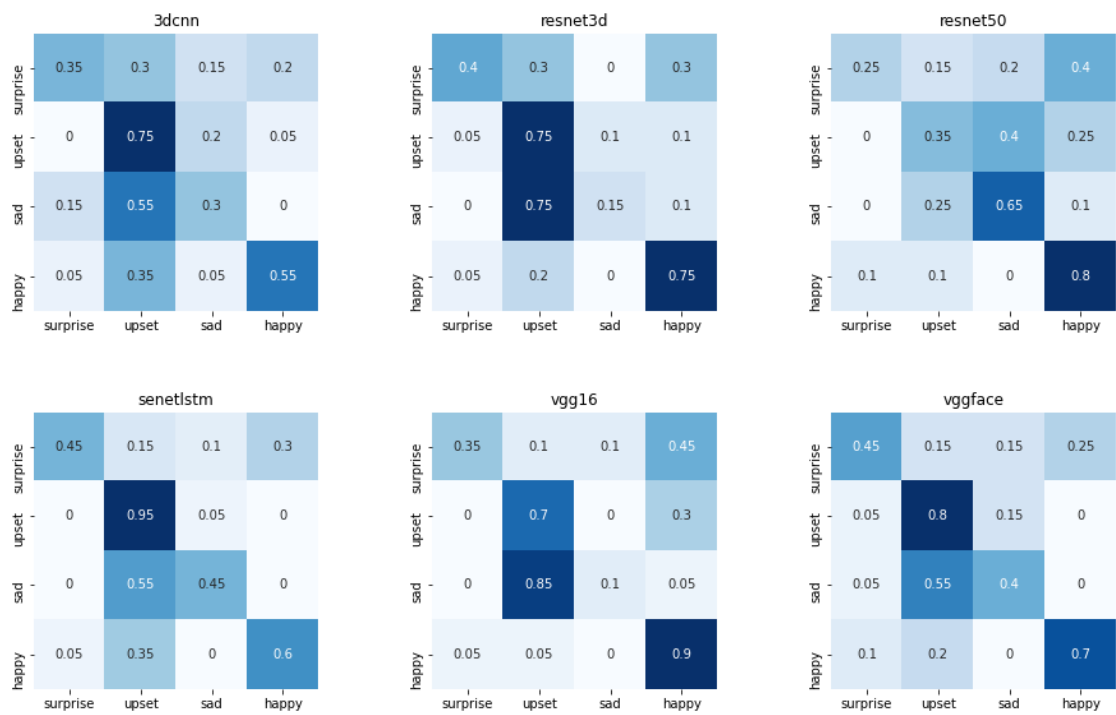 3dcnn
surprise 0.35 0.3 0.15 0.2
upset 0 0.75 0.2 0.05
sad 0.15 0.55 0.3 0
happy 0.05 0.35 0.05 0.55
surprise upset sad happy
resnet3d
surprise 0.4 0.3 0 0.3
upset 0.05 0.75 0.1 0.1
sad 0 0.75 0.15 0.1
happy 0.05 0.2 0 0.75
surprise upset sad happy
resnet50
surprise 0.25 0.15 0.2 0.4
upset 0 0.35 0.4 0.25
sad 0 0.25 0.65 0.1
happy 0.1 0.1 0 0.8
surprise upset sad happy
senetlstm
surprise 0.45 0.15 0.1 0.3
upset 0 0.95 0.05 0
sad 0 0.55 0.45 0
happy 0.05 0.35 0 0.6
surprise upset sad happy
vgg16
surprise 0.35 0.1 0.1 0.45
upset 0 0.7 0 0.3
sad 0 0.85 0.1 0.05
happy 0.05 0.05 0 0.9
surprise upset sad happy
vggface
surprise 0.45 0.15 0.15 0.25
upset 0.05 0.8 0.15 0
sad 0.05 0.55 0.4 0
happy 0.1 0.2 0 0.7
surprise upset sad happy